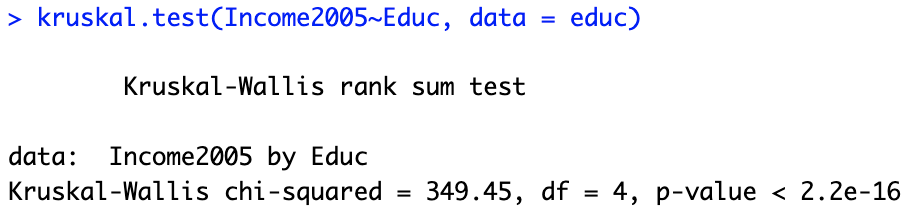 > kruskal.test(Income2005~Educ, data = educ)
Kruskal-Wallis rank sum test
data:  Income2005 by Educ
Kruskal-Wallis chi-squared = 349.45, df = 4, p-value < 2.2e-16